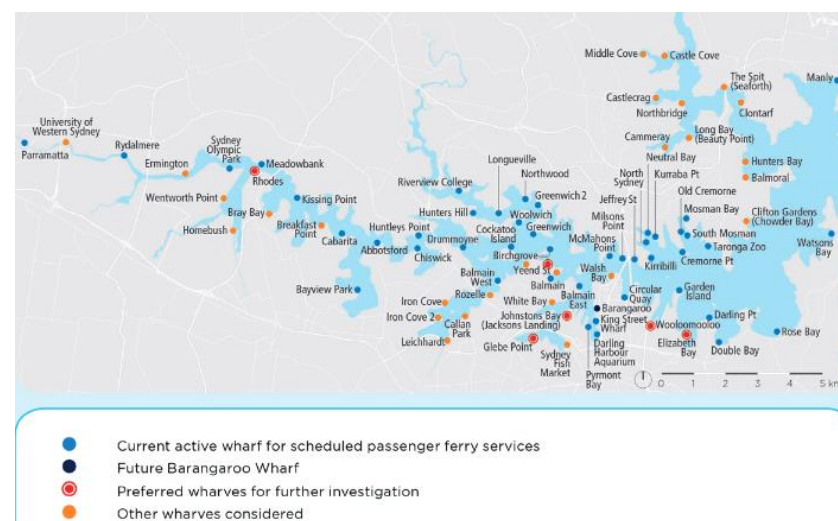 Middle Cove
Castle Cove
The Spit
(Seaforth)
Manly
Castlecrag
Northbridge
Clontarf
University of
Western Sydney
Parramatta
Rydalmere
Sydney
Olympic
Park
Ermington
Meadowbank
Rhodes
Cammeray
Long Bay
(Beauty Point)
Neutral Bay
Longueville
Northwood
North
Sydney
Kurraba Pt
Hunters Bay
Balmoral
Wentworth Point
Kissing Point
Riverview College
Greenwich 2
Jeffrey St
Old Cremorne
Mosman Bay
Homebush
Bray Bay
Breakfast
Point
Cabarita
Huntleys Point
Hunters Hill
Woolwich
Cockatoo
Island
Greenwich
Milsons
Point
McMahons
Point
Clifton Gardens
(Chowder Bay)
South Mosman
Taronga Zoo
Watsons
Bay
Abbotsford
Chiswick
Drummoyne
Birchgrove
Yeend St
Walsh
Bay
Kirribilli
Cremorne Pt
Bayview Park
Balmain
West
Balmain
Balmain
East
Circular
Quay
Garden
Island
Iron Cove
Rozelle
White Bay
Barangaroo
Iron Cove 2
Callan
Park
Johnstons Bay
(Jacksons Landing)
King Street
Wharf
Wooloomooloo
Darling Pt
Rose Bay
Leichhardt
Glebe Point
Sydney
Fish
Market
Darling
Harbour
Aquarium
Pyrmont
Bay
Elizabeth
Bay
Double Bay
0 1 2 3 4 5 km
Current active wharf for scheduled passenger ferry services
Future Barangaroo Wharf
Preferred wharves for further investigation
Other wharves considered